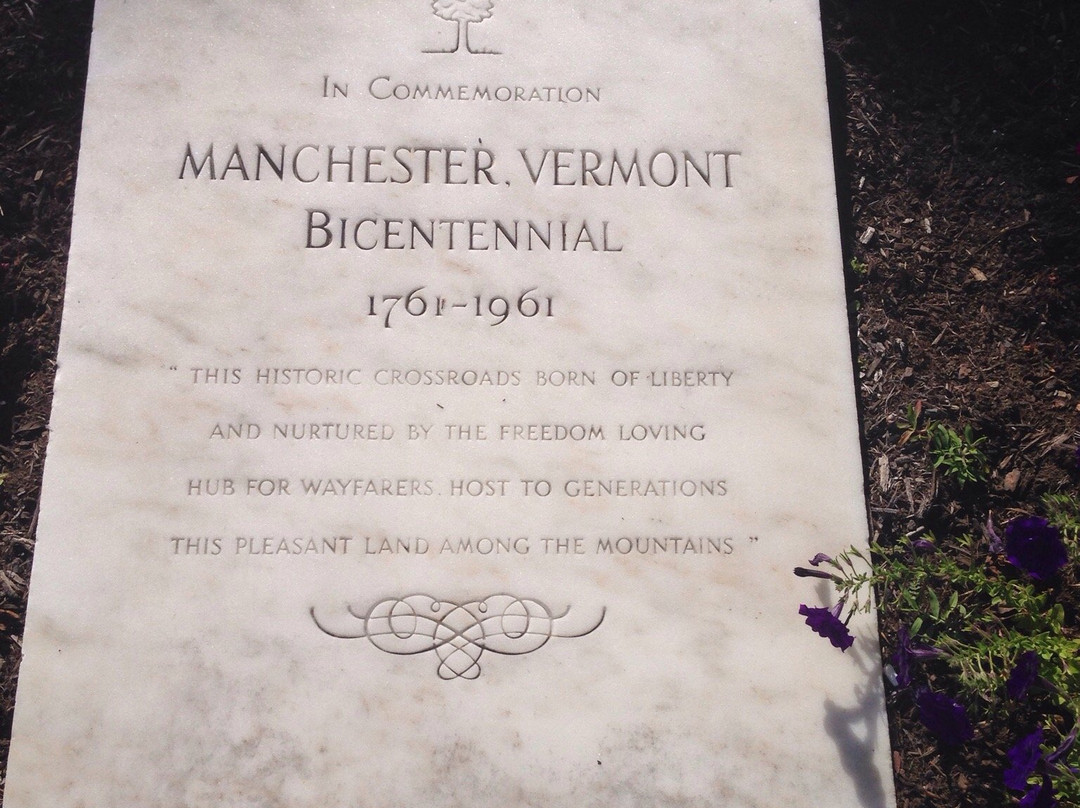 In Commemoration
MANCHESTER, VERMONT
BICENTENNIAL
1761-1961
" THIS HISTORIC CROSSROADS BORN OF LIBERTY
AND NURTURED BY THE FREEDOM LOVING
HUB FOR WAYFARERS. HOST TO GENERATIONS
THIS PLEASANT LAND AMONG THE MOUNTAINS "